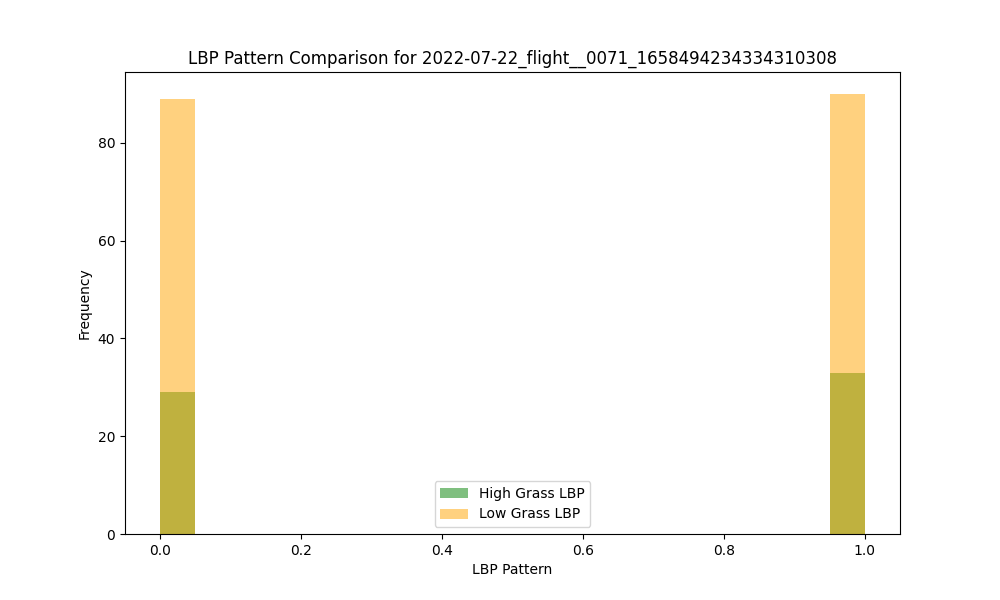 LBP Pattern Comparison for 2022-07-22_flight__0071_1658494234334310308
Frequency
80
60
40
20
0
High Grass LBP
Low Grass LBP
0.0 0.2 0.4 0.6 0.8 1.0
LBP Pattern